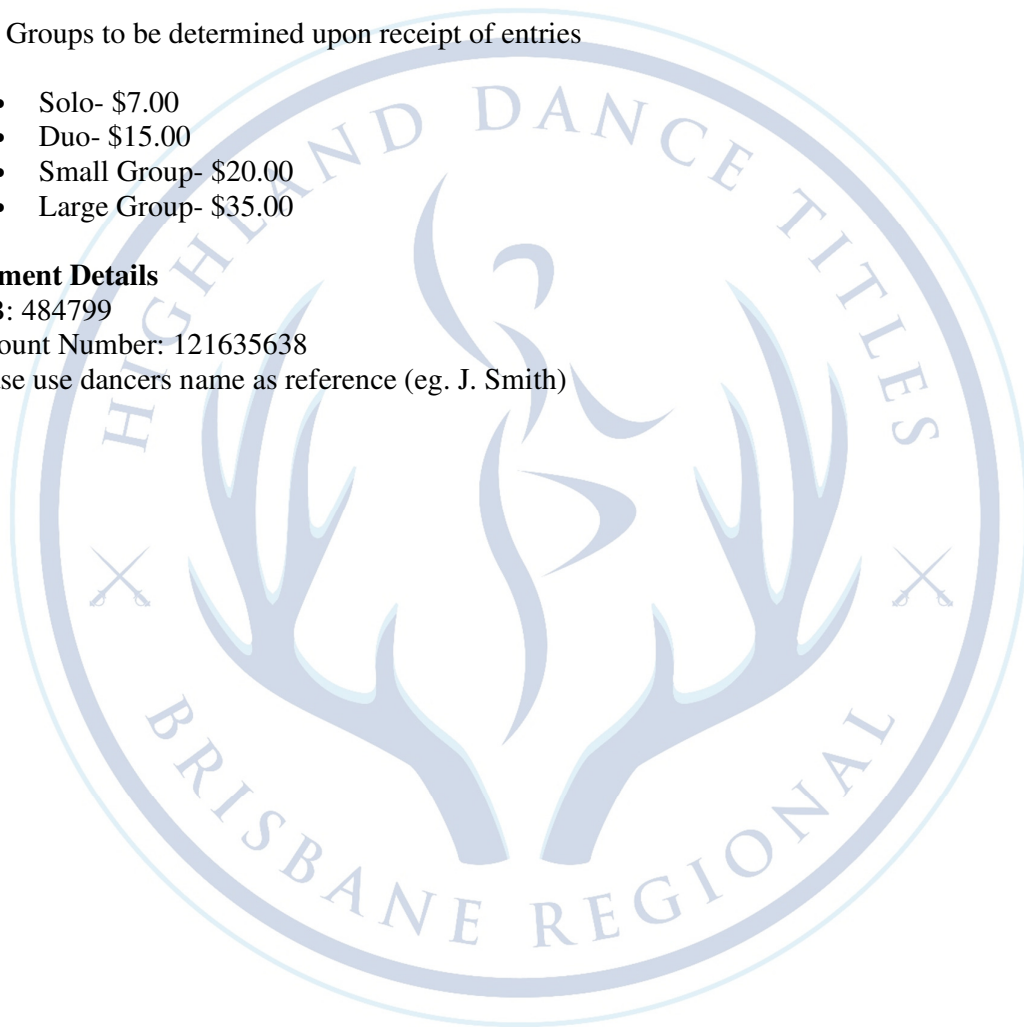 Groups to be determined upon receipt of entries
• Solo- $7.00
• Duo- $15.00
• Small Group- $20.00
• Large Group- $35.00
ment Details
: 484799
ount Number: 121635638
se use dancers name as reference (eg. J. Smith)
HIGHLAND DANCE TITLES
BRISBANE REGIONAL